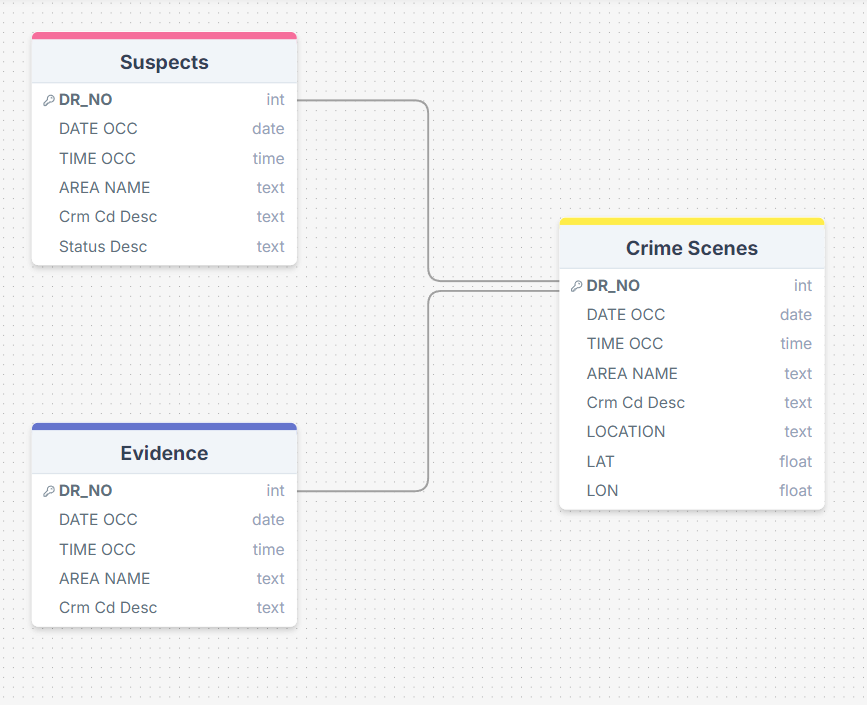 Suspects
DR_NO int
DATE OCC date
TIME OCC time
AREA NAME text
Crm Cd Desc text
Status Desc text
Crime Scenes
DR_NO int
DATE OCC date
TIME OCC time
AREA NAME text
Crm Cd Desc text
LOCATION text
LAT float
LON float
Evidence
DR_NO int
DATE OCC date
TIME OCC time
AREA NAME text
Crm Cd Desc text